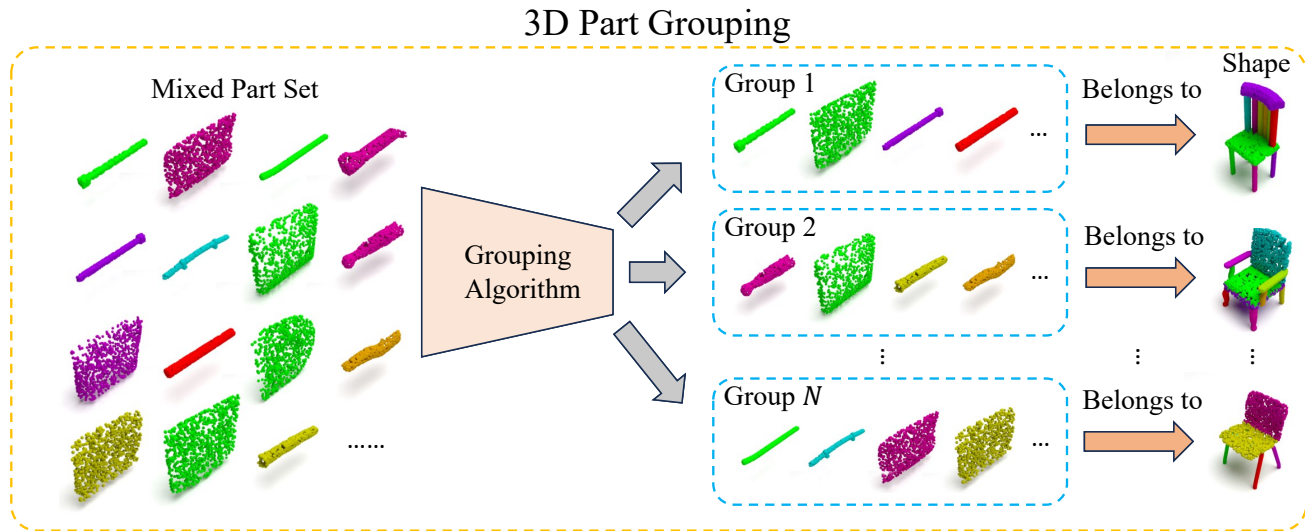 3D Part Grouping
Mixed Part Set
......
Grouping
Algorithm
Group 1
...
Belongs to
Shape
Group 2
...
Belongs to
⋮
⋮
⋮
Group N
...
Belongs to